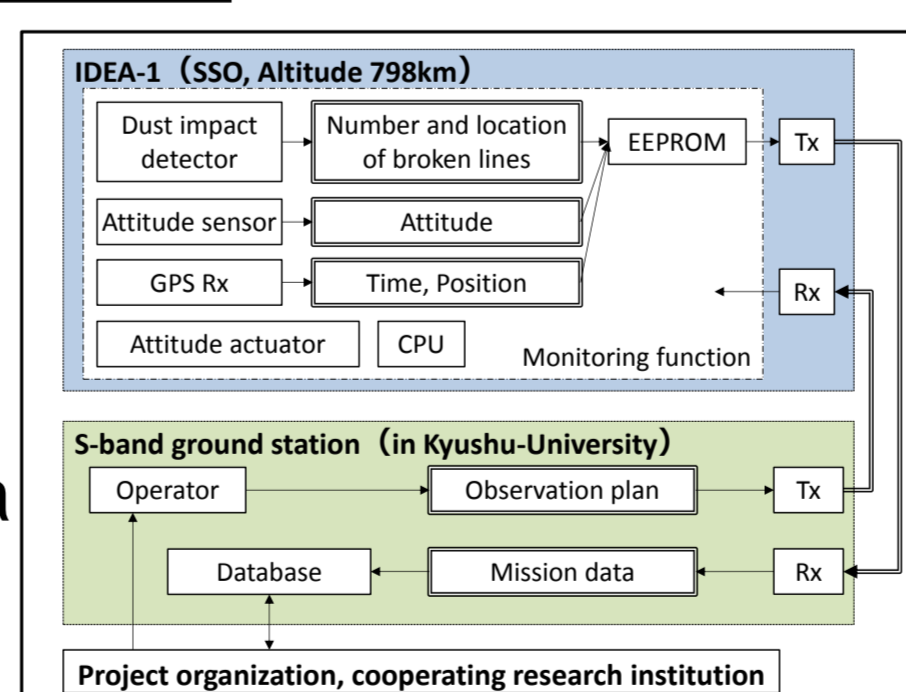 IDEA-1（SSO, Altitude 798km）
Dust impact
detector
Number and location
of broken lines
EEPROM
Tx
Attitude sensor
Attitude
GPS Rx
Time, Position
Rx
Attitude actuator
CPU
Monitoring function
S-band ground station（in Kyushu-University）
Operator
Observation plan
Tx
a
Database
Mission data
Rx
Project organization, cooperating research institution